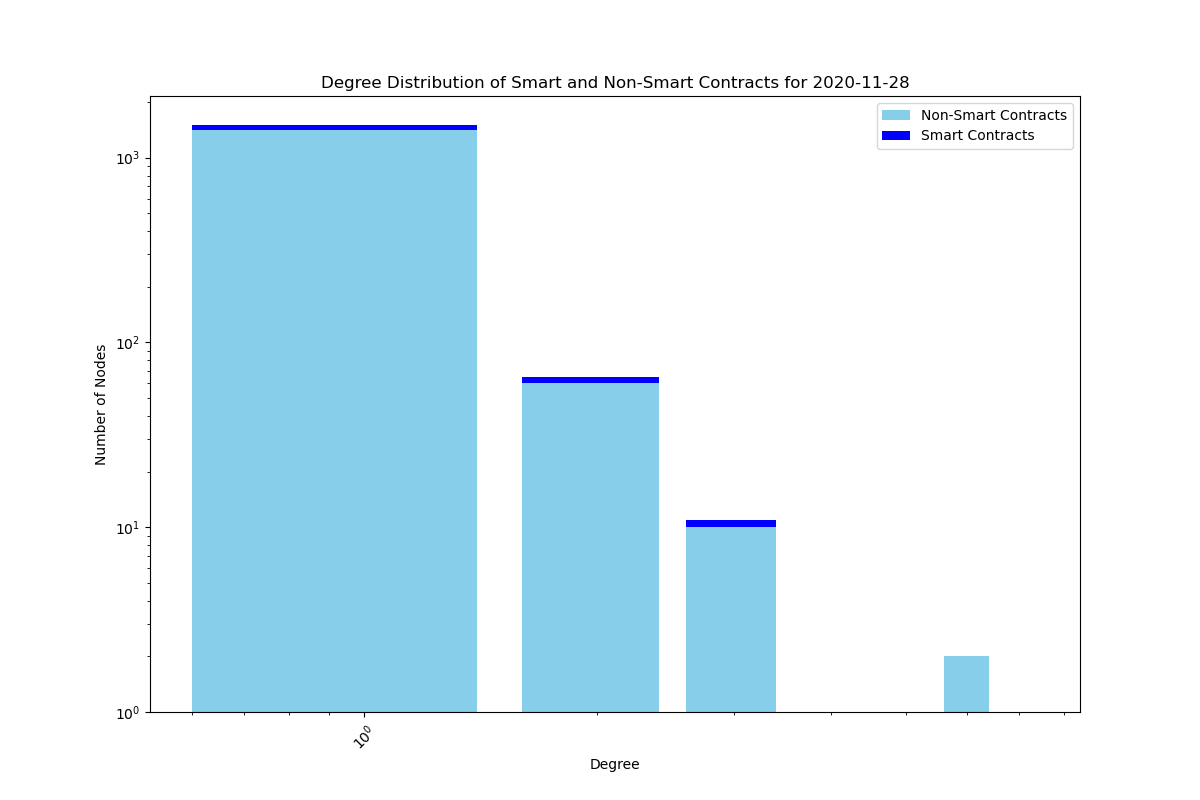 Degree Distribution of Smart and Non-Smart Contracts for 2020-11-28
Non-Smart Contracts
Smart Contracts
Number of Nodes
10³
10²
10¹
10⁰
10⁰
Degree